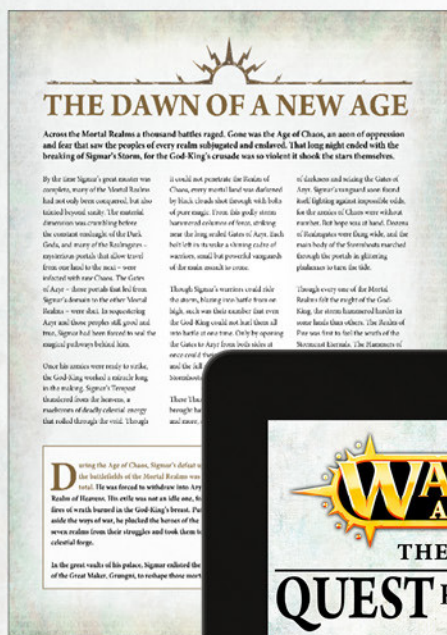 THE DAWN OF A NEW AGE
Across the Mortal Realms a thousand battles raged. Gone was the Age of Chaos, an aeon of oppression
and fear that saw the peoples of every realm subjugated and enslaved. That long night ended with the
breaking of Sigmar's Storm, for the God-King's crusade was so violent it shook the stars themselves.
By the time Sigmar's great muster was
complete, many of the Mortal Realms
had not only been conquered, but also
tainted beyond sanity. The material
dimension was crumbling before
the constant onslaught of the Dark
Gods, and many of the Realmgates –
mysterious portals that allow travel
from one land to the next – were
infected with raw Chaos. The Gates
of Azyr – those portals that led from
Sigmar's domain to the other Mortal
Realms – were shut. In sequestering
Azyr and those peoples still good and
true, Sigmar had been forced to seal the
magical pathways behind him.
Once his armies were ready to strike,
the God-King worked a miracle long
in the making. Sigmar's Tempest
thundered from the heavens, a
maelstrom of deadly celestial energy
that roiled through the void. Though
it could not penetrate the Realm of
Chaos, every mortal land was darkened
by black clouds shot through with bolts
of pure magic. From this godly storm
hammered columns of force, striking
near the long sealed Gates of Azyr. Each
bolt left in its wake a shining cadre of
warriors, small but powerful vanguards
of the main assault to come.
Though Sigmar's warriors could ride
the storm, blazing into battle from on
high, such was their number that even
the God-King could not hurl them all
into battle at one time. Only by opening
the Gates to Azyr from both sides at
once could the
and the full
Stormhosts
There
brought
and more,
of darkness and seizing the Gates of
Azyr. Sigmar's vanguard soon found
itself fighting against impossible odds,
for the armies of Chaos were without
number. But hope was at hand. Dozens
of Realmgates were flung wide, and the
main body of the Stormhosts marched
through the portals in glittering
phalanxes to turn the tide.
Though every one of the Mortal
Realms felt the might of the God-
King, the storm hammered harder in
some lands than others. The Realm of
Fire was first to feel the wrath of the
Stormcast Eternals. The Hammers of
During the Age of Chaos, Sigmar's defeat
the battlefields of the Mortal Realms was
total. He was forced to withdraw into
Realm of Heavens. His exile was not an idle one,
fires of wrath burned in the God-King's breast.
aside the ways of war, he plucked the heroes of the
seven realms from their struggles and took them
celestial forge.
In the great vaults of his palace, Sigmar enlisted the
of the Great Maker, Grungni, to reshape those
WA
A
THE
QUEST